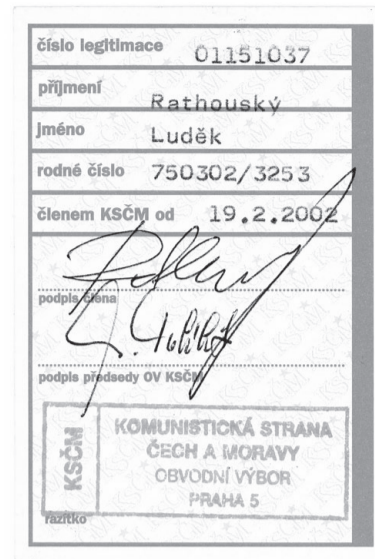 číslo legitimace 01151037
příjmení Rathouský
jméno Luděk
rodné číslo 750302/3253
členem KSČM od 19.2.2002
podpis člena
podpis předsedy OV KSČM
KSČM
KOMUNISTICKÁ STRANA
ČECH A MORAVY
OBVODNÍ VÝBOR
PRAHA 5
razítko